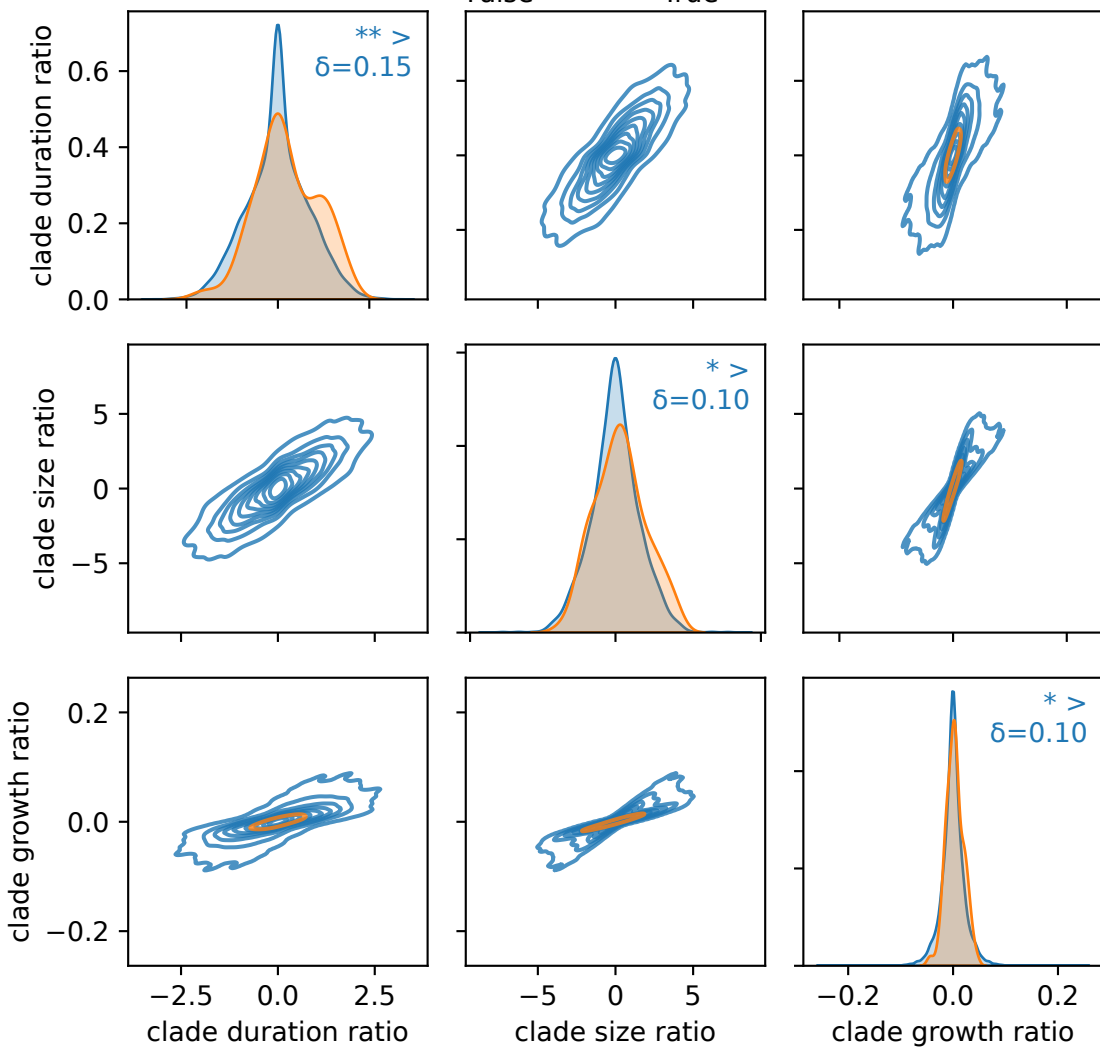 False True
clade duration ratio
0.6
0.4
0.2
0.0
** >
δ=0.15
clade size ratio
5
0
−5
* >
δ=0.10
clade growth ratio
0.2
0.0
−0.2
* >
δ=0.10
−2.5 0.0 2.5
−5 0 5
−0.2 0.0 0.2
clade duration ratio
clade size ratio
clade growth ratio